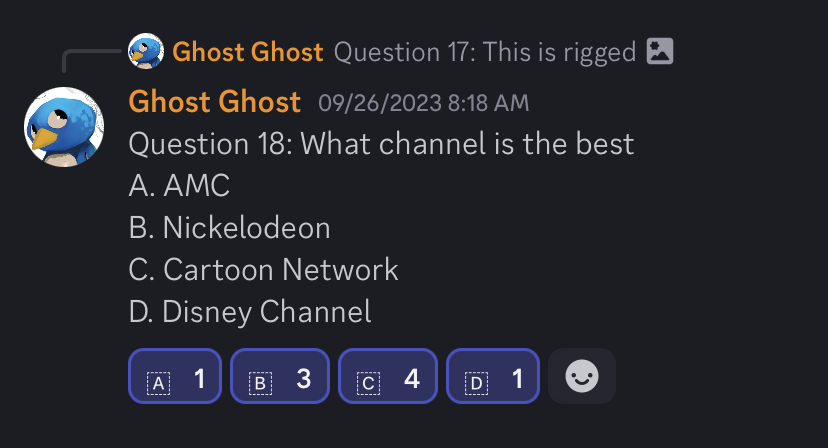 Ghost Ghost Question 17: This is rigged
Ghost Ghost 09/26/2023 8:18 AM
Question 18: What channel is the best
A. AMC
B. Nickelodeon
C. Cartoon Network
D. Disney Channel
A 1 B 3 C 4 D 1